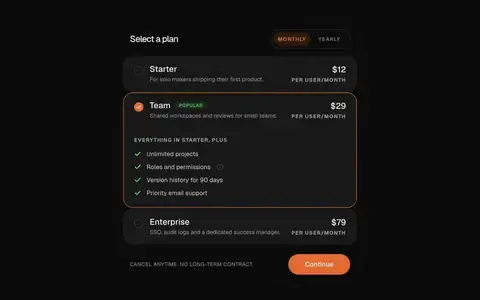 Select a plan
MONTHLY YEARLY
Starter
$12
For solo makers shipping their first product.
PER USER/MONTH
Team POPULAR
$29
Shared workspaces and reviews for small teams.
PER USER/MONTH
EVERYTHING IN STARTER, PLUS
Unlimited projects
Roles and permissions
Version history for 90 days
Priority email support
Enterprise
$79
SSO, audit logs and a dedicated success manager.
PER USER/MONTH
CANCEL ANYTIME. NO LONG-TERM CONTRACT.
Continue